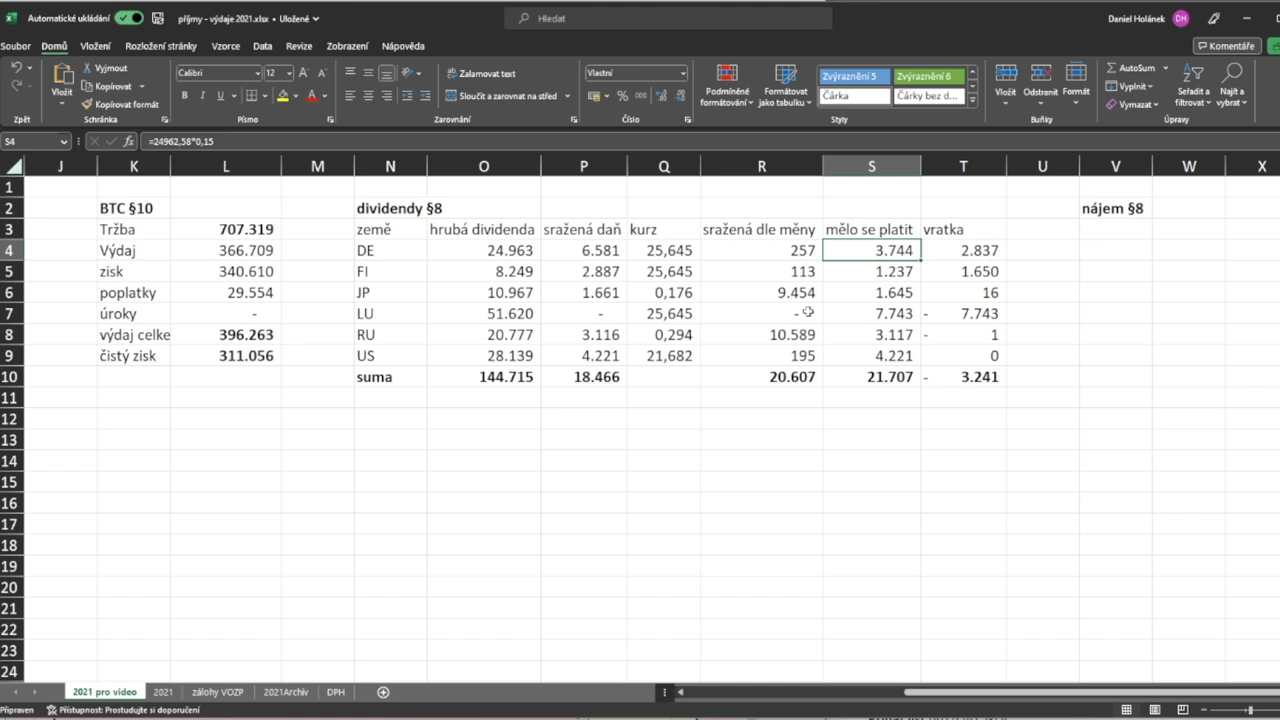 Automatické ukládání příjmy - výdaje 2021.xlsx • Uložené Hledat Daniel Holánek DH
Soubor Domů Vložení Rozložení stránky Vzorce Data Revize Zobrazení Nápověda Komentáře
Vložit Vyjmout Kopírovat Kopírovat formát
Calibri 12 B I U A
Zalamovat text Sloučit a zarovnat na střed
Vlastní %
Podmíněné formátování Formátovat jako tabulku
Zvýraznění 5 Zvýraznění 6 Čárka Čárky bez d...
Vložit Odstranit Formát
AutoSum Vyplnit Vymazat Seřadit a filtrovat Najít a vybrat
Zpět Schránka Písmo Zarovnání Číslo Styly Buňky Úpravy
S4 fx =24962,58*0,15
J K L M N O P Q R S T U V W X
1
2 BTC §10 dividendy §8 nájem §8
3 Tržba 707.319 země hrubá dividenda sražená daň kurz sražená dle měny mělo se platit vratka
4 Výdaj 366.709 DE 24.963 6.581 25,645 257 3.744 2.837
5 zisk 340.610 FI 8.249 2.887 25,645 113 1.237 1.650
6 poplatky 29.554 JP 10.967 1.661 0,176 9.454 1.645 16
7 úroky - LU 51.620 - 25,645 - 7.743 - 7.743
8 výdaj celke 396.263 RU 20.777 3.116 0,294 10.589 3.117 - 1
9 čistý zisk 311.056 US 28.139 4.221 21,682 195 4.221 0
10 suma 144.715 18.466 20.607 21.707 - 3.241
11
12
13
14
15
16
17
18
19
20
21
22
23
24
2021 pro video 2021 zálohy VOZP 2021Archiv DPH
Připraven Přístupnost: Prostudujte si doporučení